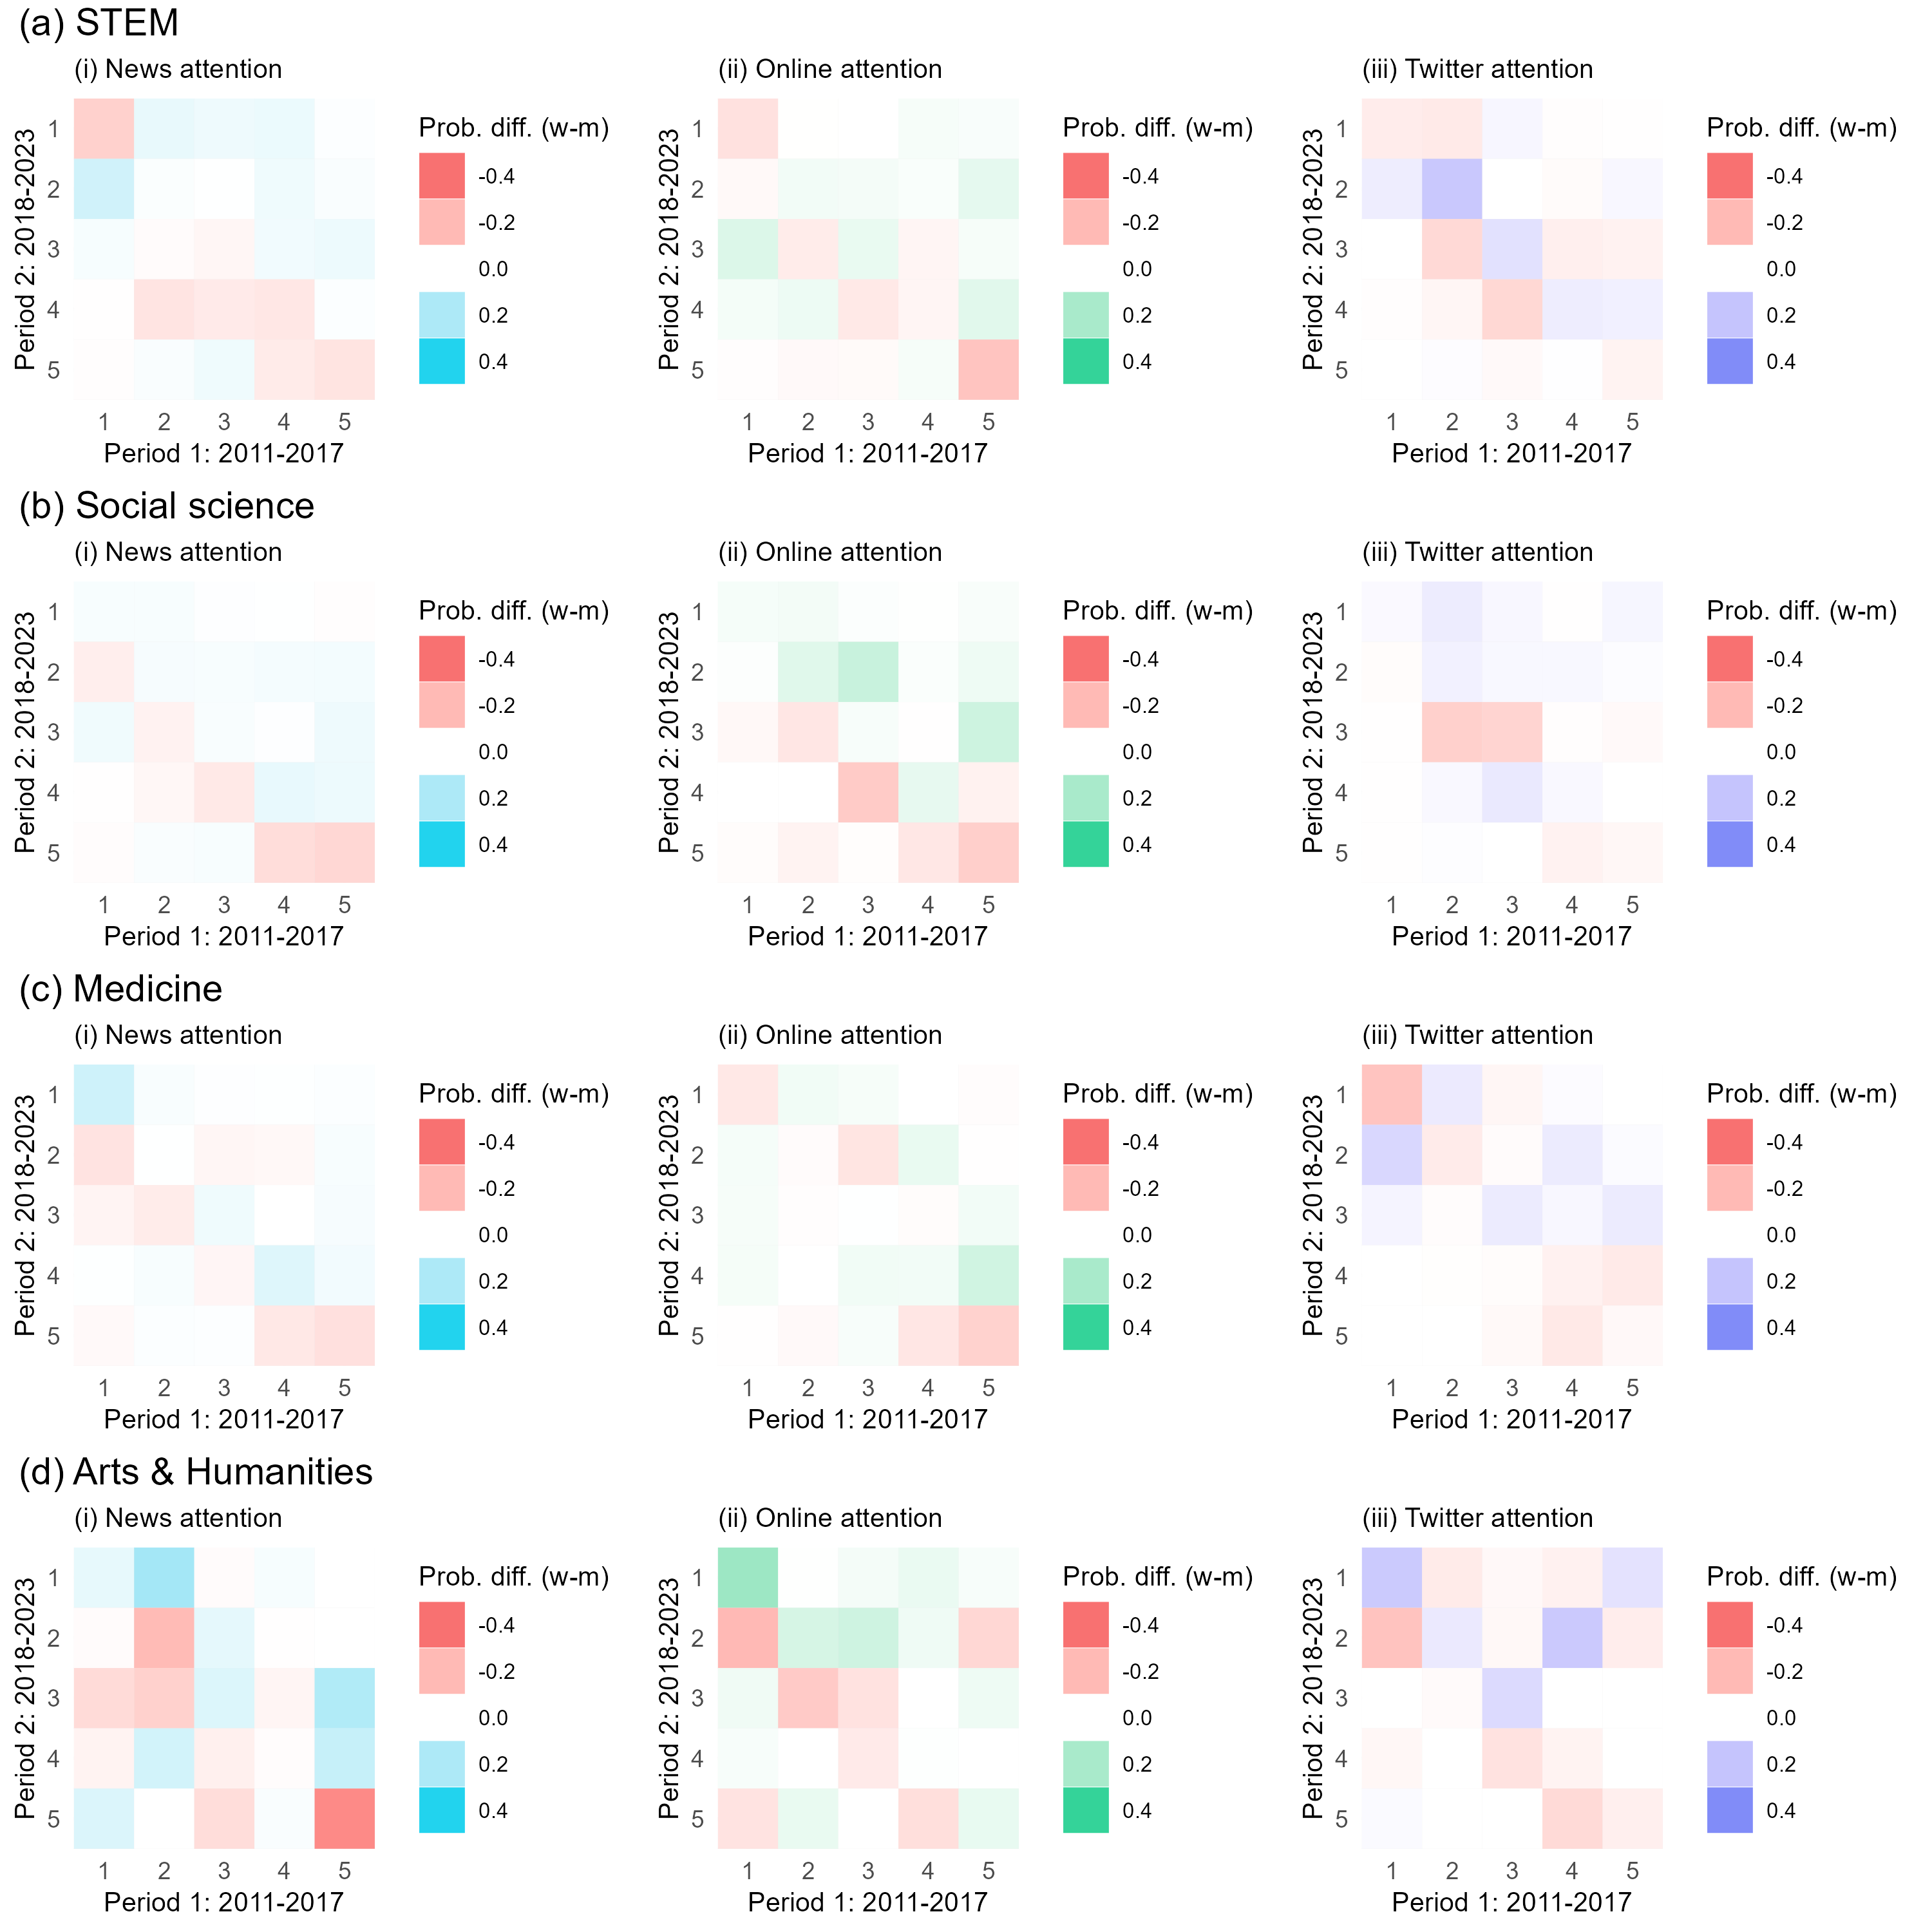 (a) STEM
(i) News attention
Period 2: 2018-2023
1
2
3
4
5
1 2 3 4 5
Period 1: 2011-2017
Prob. diff. (w-m)
-0.4
-0.2
0.0
0.2
0.4
(ii) Online attention
Period 2: 2018-2023
1
2
3
4
5
1 2 3 4 5
Period 1: 2011-2017
Prob. diff. (w-m)
-0.4
-0.2
0.0
0.2
0.4
(iii) Twitter attention
Period 2: 2018-2023
1
2
3
4
5
1 2 3 4 5
Period 1: 2011-2017
Prob. diff. (w-m)
-0.4
-0.2
0.0
0.2
0.4
(b) Social science
(i) News attention
Period 2: 2018-2023
1
2
3
4
5
1 2 3 4 5
Period 1: 2011-2017
Prob. diff. (w-m)
-0.4
-0.2
0.0
0.2
0.4
(ii) Online attention
Period 2: 2018-2023
1
2
3
4
5
1 2 3 4 5
Period 1: 2011-2017
Prob. diff. (w-m)
-0.4
-0.2
0.0
0.2
0.4
(iii) Twitter attention
Period 2: 2018-2023
1
2
3
4
5
1 2 3 4 5
Period 1: 2011-2017
Prob. diff. (w-m)
-0.4
-0.2
0.0
0.2
0.4
(c) Medicine
(i) News attention
Period 2: 2018-2023
1
2
3
4
5
1 2 3 4 5
Period 1: 2011-2017
Prob. diff. (w-m)
-0.4
-0.2
0.0
0.2
0.4
(ii) Online attention
Period 2: 2018-2023
1
2
3
4
5
1 2 3 4 5
Period 1: 2011-2017
Prob. diff. (w-m)
-0.4
-0.2
0.0
0.2
0.4
(iii) Twitter attention
Period 2: 2018-2023
1
2
3
4
5
1 2 3 4 5
Period 1: 2011-2017
Prob. diff. (w-m)
-0.4
-0.2
0.0
0.2
0.4
(d) Arts & Humanities
(i) News attention
Period 2: 2018-2023
1
2
3
4
5
1 2 3 4 5
Period 1: 2011-2017
Prob. diff. (w-m)
-0.4
-0.2
0.0
0.2
0.4
(ii) Online attention
Period 2: 2018-2023
1
2
3
4
5
1 2 3 4 5
Period 1: 2011-2017
Prob. diff. (w-m)
-0.4
-0.2
0.0
0.2
0.4
(iii) Twitter attention
Period 2: 2018-2023
1
2
3
4
5
1 2 3 4 5
Period 1: 2011-2017
Prob. diff. (w-m)
-0.4
-0.2
0.0
0.2
0.4